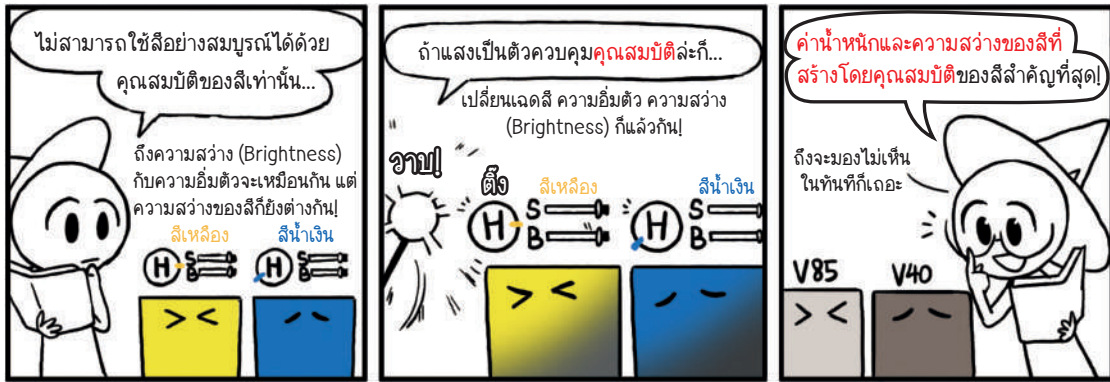 ไม่สามารถใช้สีอย่างสมบูรณ์ได้ด้วย
คุณสมบัติของสีเท่านั้น...
ถึงความสว่าง (Brightness)
กับความอิ่มตัวจะเหมือนกัน แต่
ความสว่างของสีก็ยังต่างกัน!
สีเหลือง
สีน้ำเงิน
H S
B
H S
B
ถ้าแสงเป็นตัวควบคุมคุณสมบัติล่ะก็...
เปลี่ยนเฉดสี ความอิ่มตัว ความสว่าง
(Brightness) ก็แล้วกัน!
วาบ!
ติ๊ง
สีเหลือง
สีน้ำเงิน
H S
B
H S
B
ค่าน้ำหนักและความสว่างของสีที่
สร้างโดยคุณสมบัติของสีสำคัญที่สุด!
ถึงจะมองไม่เห็น
ในทันทีก็เถอะ
V85
V40